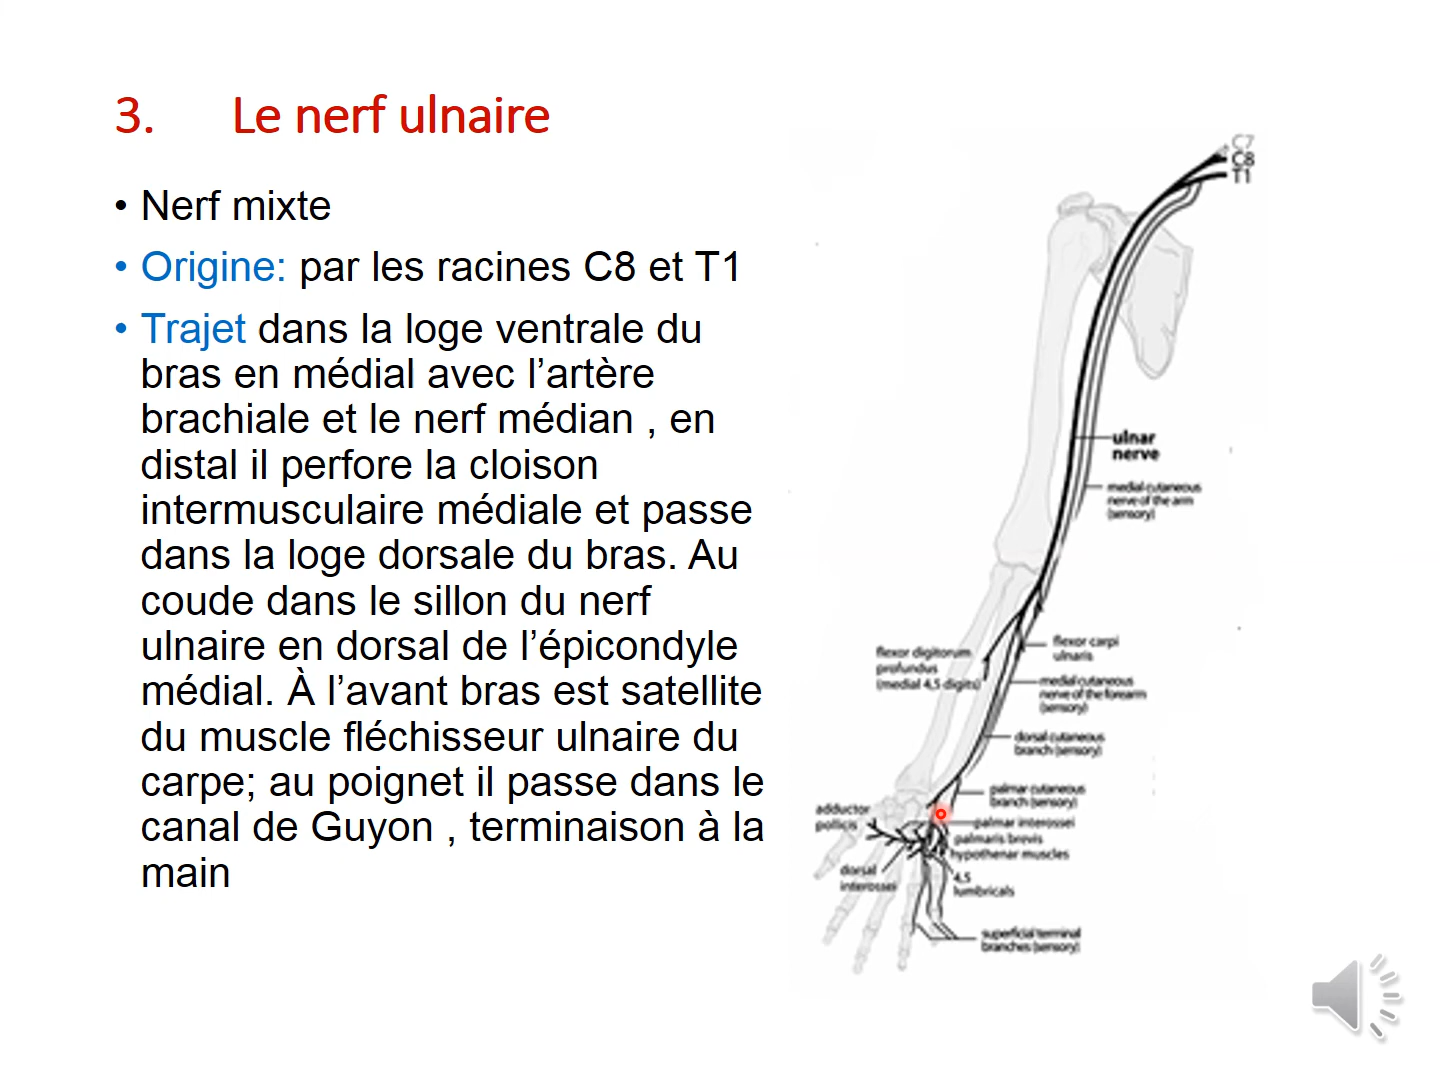 3. Le nerf ulnaire
• Nerf mixte
• Origine: par les racines C8 et T1
• Trajet dans la loge ventrale du
bras en médial avec l’artère
brachiale et le nerf médian , en
distal il perfore la cloison
intermusculaire médiale et passe
dans la loge dorsale du bras. Au
coude dans le sillon du nerf
ulnaire en dorsal de l’épicondyle
médial. À l’avant bras est satellite
du muscle fléchisseur ulnaire du
carpe; au poignet il passe dans le
canal de Guyon , terminaison à la
main
C7
C8
T1
ulnar
nerve
medial cutaneous
nerve of the arm
(sensory)
flexor carpi
ulnaris
flexor digitorum
profundus
(medial 4,5 digits)
medial cutaneous
nerve of the forearm
(sensory)
dorsal cutaneous
branch (sensory)
palmar cutaneous
branch (sensory)
adductor
pollicis
palmar interossei
palmaris brevis
hypothenar muscles
dorsal
interossei
4,5
lumbricals
superficial terminal
branches (sensory)